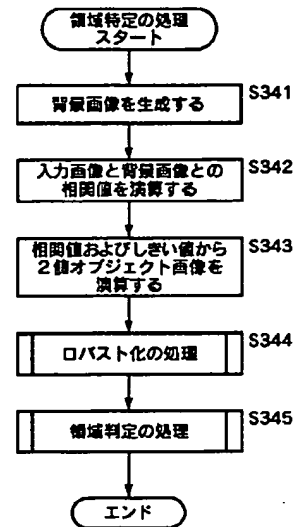 領域特定の処理
スタート
背景画像を生成する
S341
入力画像と背景画像との
相関値を演算する
S342
相関値およびしきい値から
2値オブジェクト画像を
演算する
S343
ロバスト化の処理
S344
領域判定の処理
S345
エンド